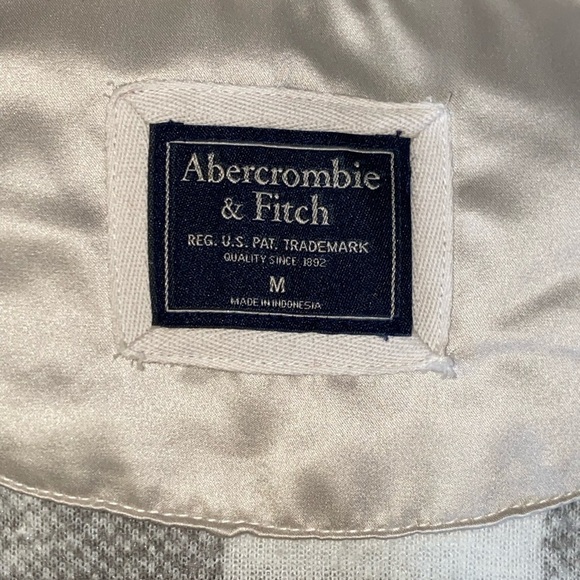 Abercrombie
& Fitch
REG. U.S. PAT. TRADEMARK
QUALITY SINCE 1892
M
MADE IN INDONESIA